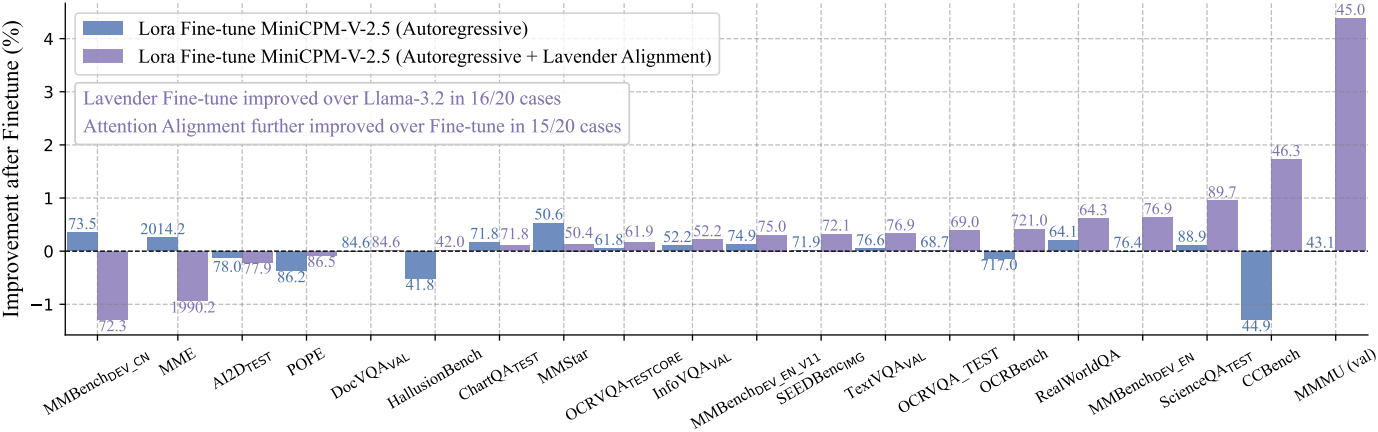 Improvement after Finetune (%)
4
3
2
1
0
−1
Lora Fine-tune MiniCPM-V-2.5 (Autoregressive)
Lora Fine-tune MiniCPM-V-2.5 (Autoregressive + Lavender Alignment)
Lavender Fine-tune improved over Llama-3.2 in 16/20 cases
Attention Alignment further improved over Fine-tune in 15/20 cases
73.5 72.3
2014.2 1990.2
78.0 77.9
86.2 86.5
84.6 84.6
41.8 42.0
71.8 71.8
50.6 50.4
61.8 61.9
52.2 52.2
74.9 75.0
71.9 72.1
76.6 76.9
68.7 69.0
717.0 721.0
64.1 64.3
76.4 76.9
88.9 89.7
44.9 46.3
43.1 45.0
MMBenchDEV_CN
MME
AI2DTEST
POPE
DocVQAVAL
HallusionBench
ChartQATEST
MMStar
OCRVQATESTCORE
InfoVQAVAL
MMBenchDEV_EN_V11
SEEDBencIMG
TextVQAVAL
OCRVQA_TEST
OCRBench
RealWorldQA
MMBenchDEV_EN
ScienceQATEST
CCBench
MMMU (val)